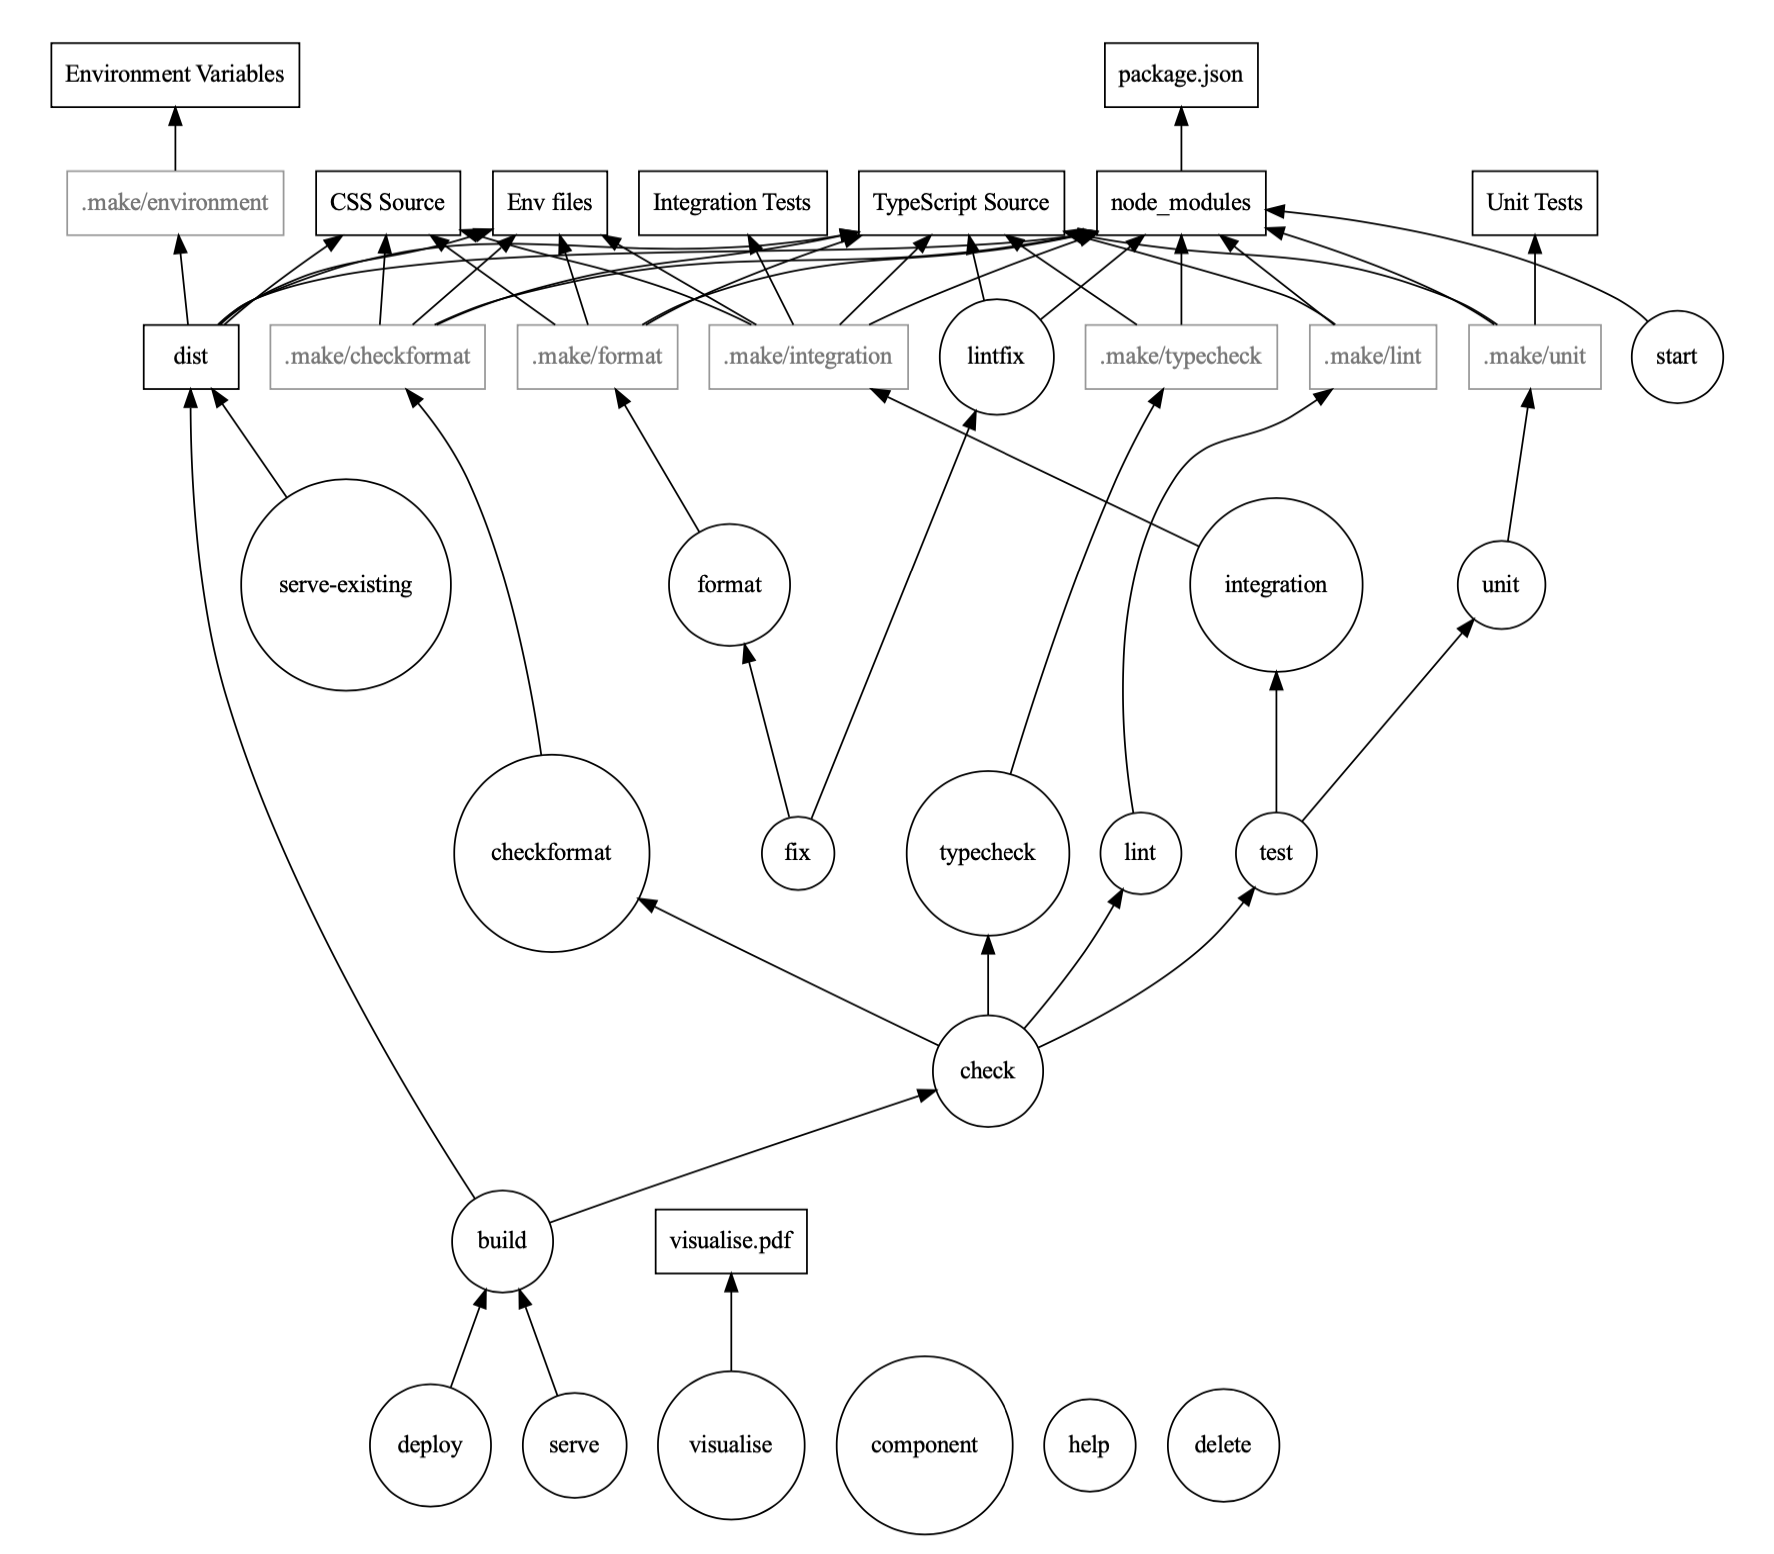 Environment Variables
package.json
.make/environment
CSS Source
Env files
Integration Tests
TypeScript Source
node_modules
Unit Tests
dist
.make/checkformat
.make/format
.make/integration
lintfix
.make/typecheck
.make/lint
.make/unit
start
serve-existing
format
integration
unit
checkformat
fix
typecheck
lint
test
check
build
visualise.pdf
deploy
serve
visualise
component
help
delete